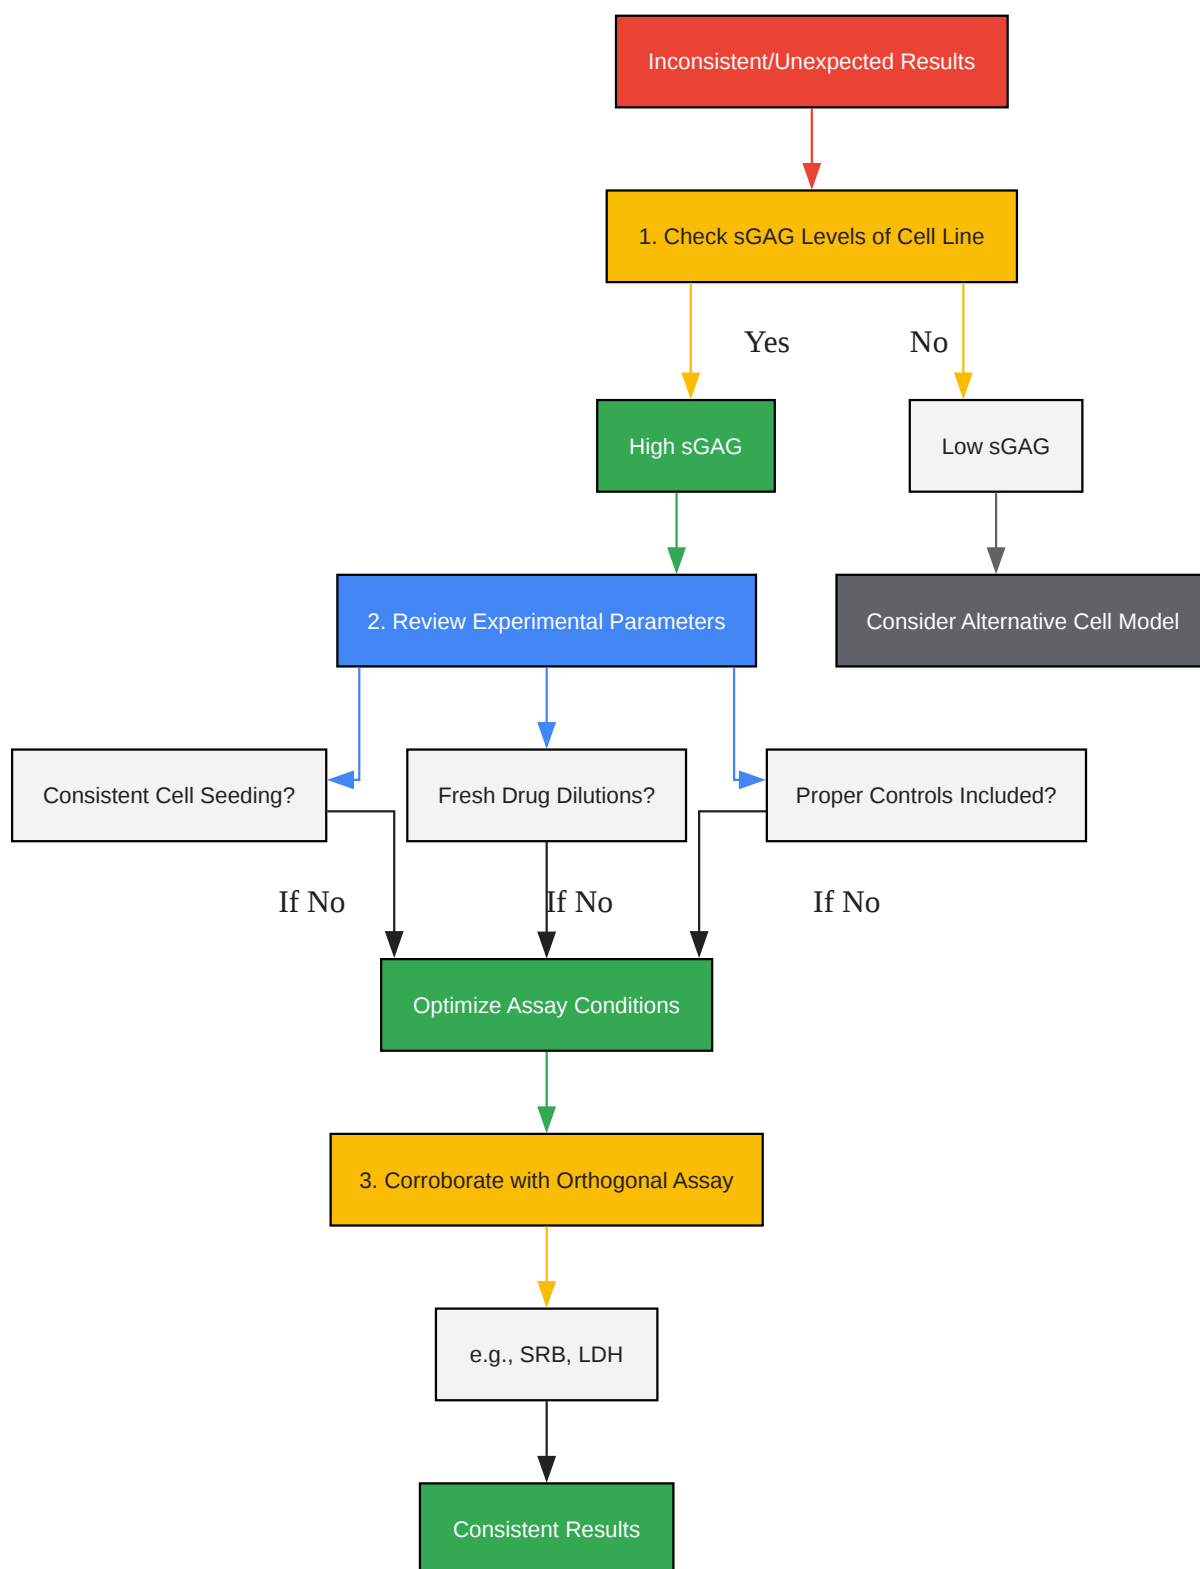 Inconsistent/Unexpected Results
1. Check sGAG Levels of Cell Line
Yes
No
High sGAG
Low sGAG
2. Review Experimental Parameters
Consider Alternative Cell Model
Consistent Cell Seeding?
Fresh Drug Dilutions?
Proper Controls Included?
If No
If No
If No
Optimize Assay Conditions
3. Corroborate with Orthogonal Assay
e.g., SRB, LDH
Consistent Results